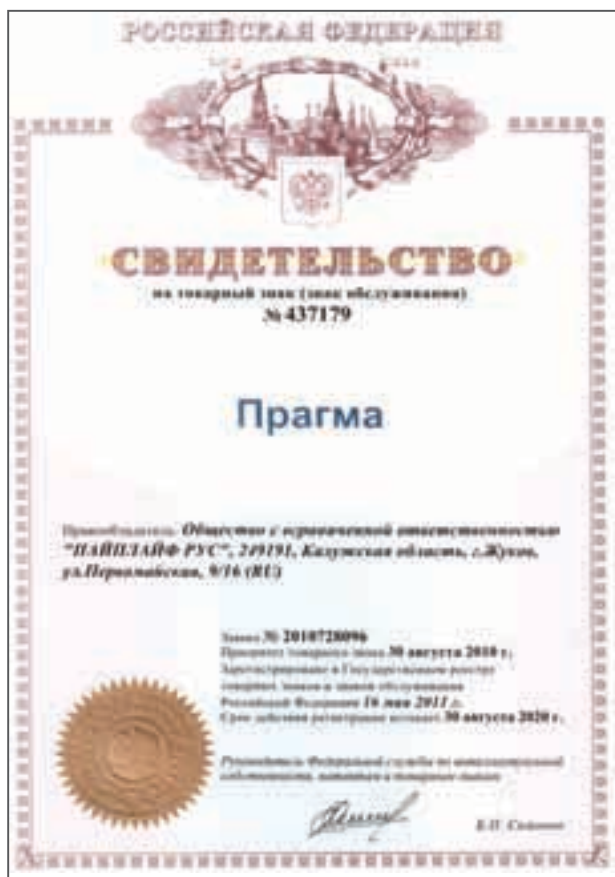 РОССИЙСКАЯ ФЕДЕРАЦИЯ
СВИДЕТЕЛЬСТВО
на товарный знак (знак обслуживания)
№ 437179
Прагма
Правообладатель: Общество с ограниченной ответственностью
"ПАЙПЛАЙФ РУС", 249191, Калужская область, г.Жуков,
ул.Первомайская, 9/16 (RU)
Заявка № 2010728096
Приоритет товарного знака 30 августа 2010 г.
Зарегистрировано в Государственном реестре
товарных знаков и знаков обслуживания
Российской Федерации 16 мая 2011 г.
Срок действия регистрации истекает 30 августа 2020 г.
Руководитель Федеральной службы по интеллектуальной
собственности, патентам и товарным знакам
Б.П. Симонов